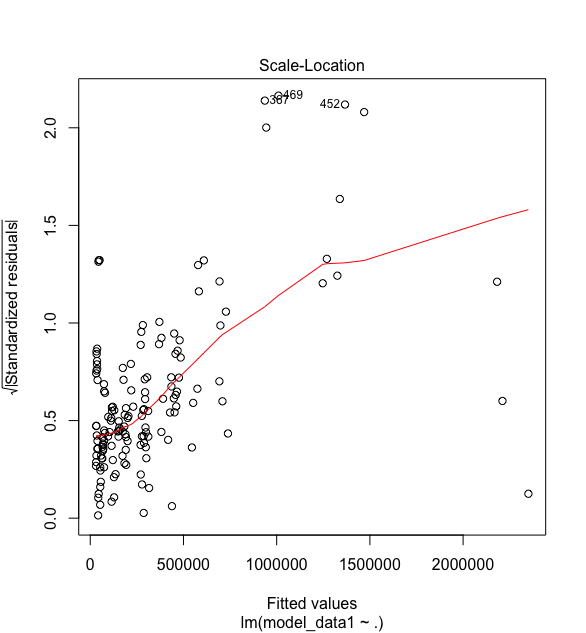 Scale-Location
469
367
452
2.0
1.5
1.0
0.5
0.0
√|Standardized residuals|
0 500000 1000000 1500000 2000000
Fitted values
lm(model_data1 ~ .)